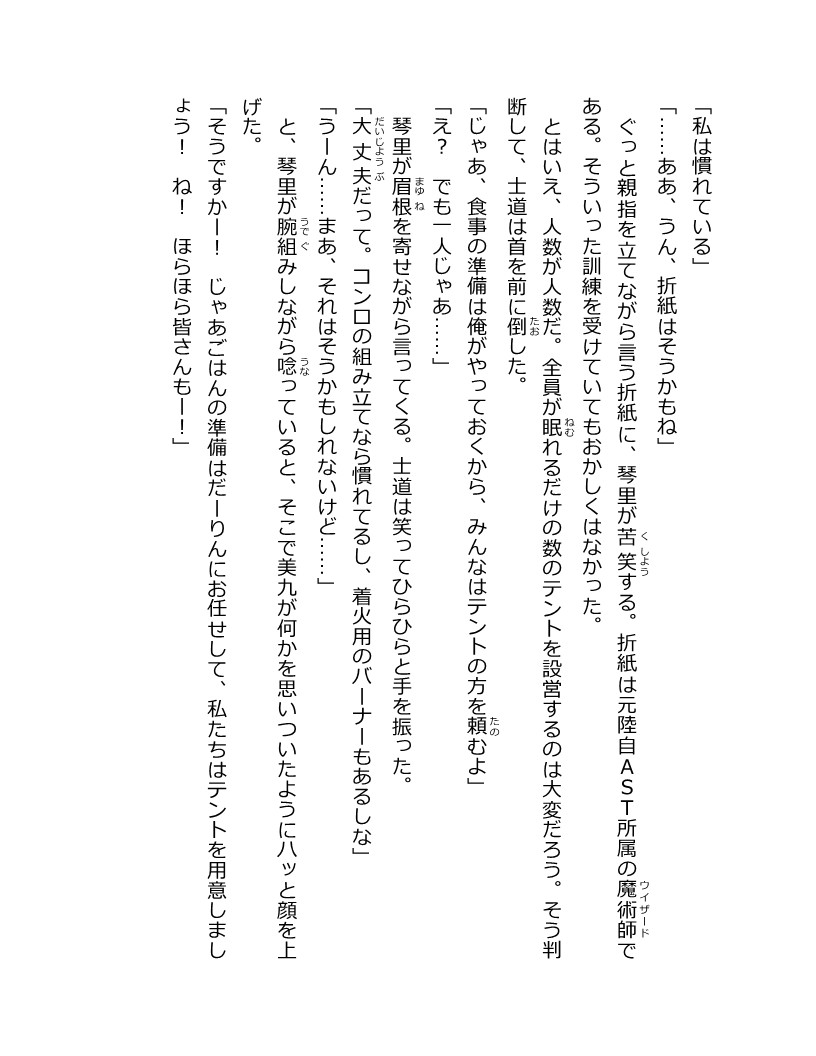 「私は慣れている」
「……ああ、うん、折紙はそうかもね」
　ぐっと親指を立てながら言う折紙に、琴里が苦笑する。折紙は元陸自ＡＳＴ所属の魔術師で
ある。そういった訓練を受けていてもおかしくはなかった。
　とはいえ、人数が人数だ。全員が眠れるだけの数のテントを設営するのは大変だろう。そう判
断して、士道は首を前に倒した。
「じゃあ、食事の準備は俺がやっておくから、みんなはテントの方を頼むよ」
「え？　でも一人じゃあ……」
　琴里が眉根を寄せながら言ってくる。士道は笑ってひらひらと手を振った。
「大丈夫だって。コンロの組み立てなら慣れてるし、着火用のバーナーもあるしな」
「うーん……まあ、それはそうかもしれないけど……」
　と、琴里が腕組みしながら唸っていると、そこで美九が何かを思いついたようにハッと顔を上
げた。
「そうですかー！　じゃあごはんの準備はだーりんにお任せして、私たちはテントを用意しまし
ょう！　ね！　ほらほら皆さんもー！」